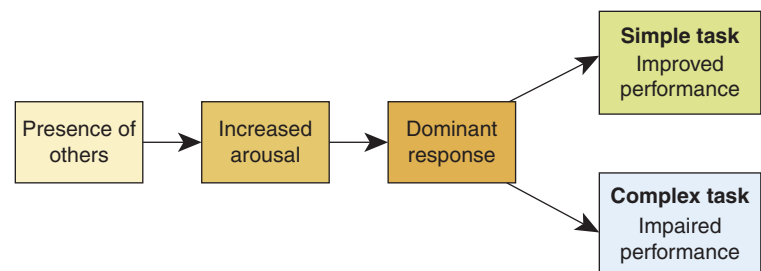 Presence of
others
Increased
arousal
Dominant
response
Simple task
Improved
performance
Complex task
Impaired
performance